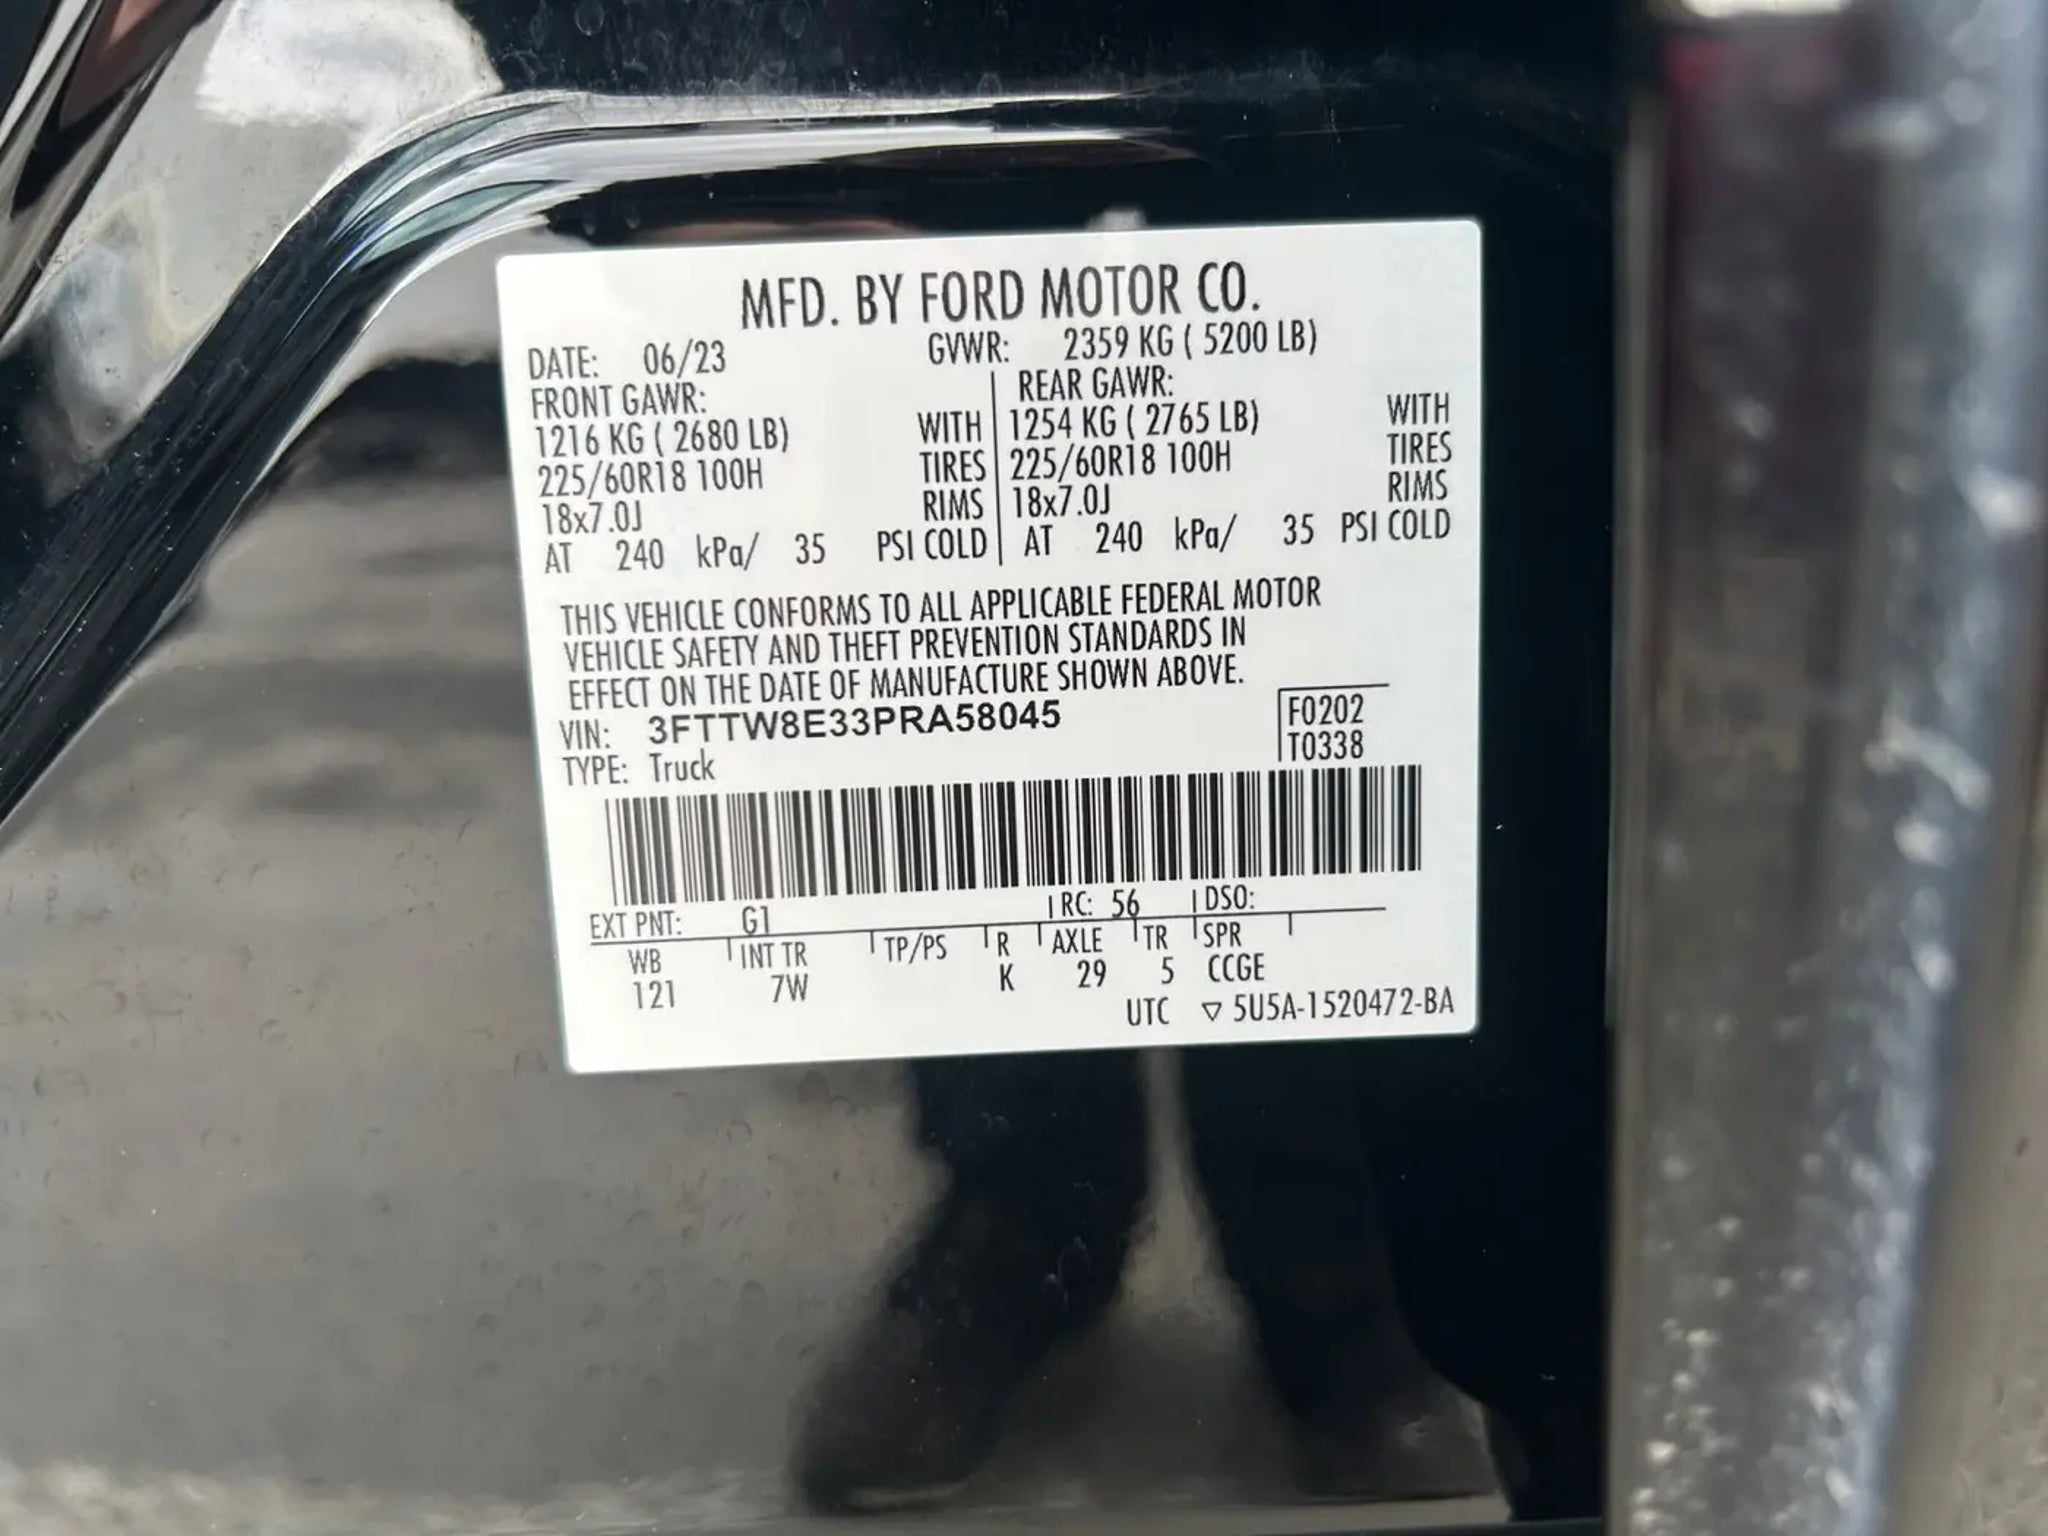 MFD. BY FORD MOTOR CO.
DATE: 06/23 GVWR: 2359 KG ( 5200 LB)
FRONT GAWR: REAR GAWR:
1216 KG ( 2680 LB) WITH 1254 KG ( 2765 LB) WITH
225/60R18 100H TIRES 225/60R18 100H TIRES
18x7.0J RIMS 18x7.0J RIMS
AT 240 kPa/ 35 PSI COLD AT 240 kPa/ 35 PSI COLD
THIS VEHICLE CONFORMS TO ALL APPLICABLE FEDERAL MOTOR
VEHICLE SAFETY AND THEFT PREVENTION STANDARDS IN
EFFECT ON THE DATE OF MANUFACTURE SHOWN ABOVE.
VIN: 3FTTW8E33PRA58045 F0202
TYPE: Truck T0338
EXT PNT: G1 RC: 56 DSO:
WB INT TR TP/PS R AXLE TR SPR
121 7W K 29 5 CCGE
UTC ▽ 5U5A-1520472-BA